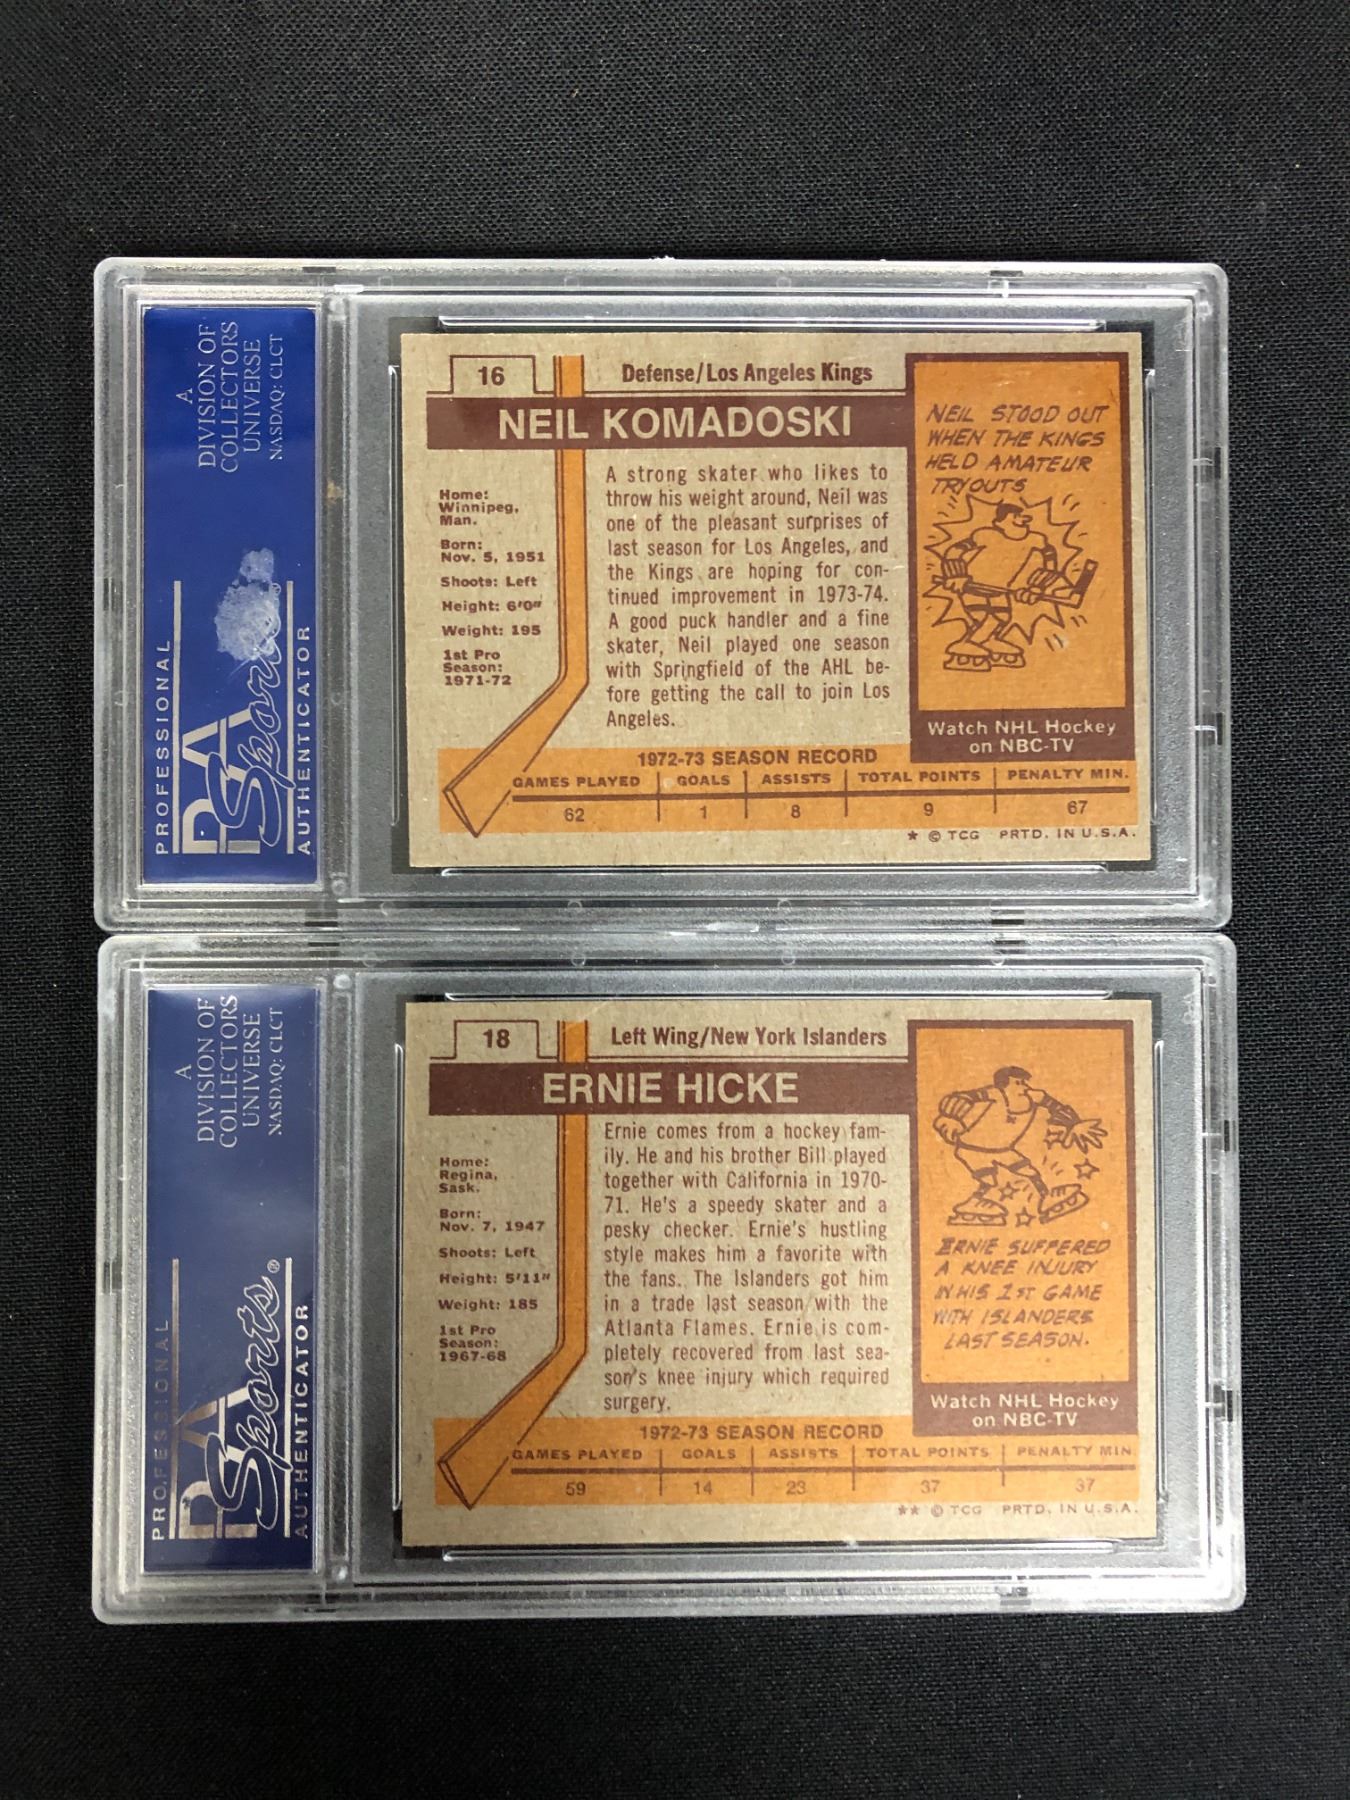 A
DIVISION OF
COLLECTORS
UNIVERSE
NASDAQ: CLCT
PROFESSIONAL
PSA
Sports
AUTHENTICATOR
16
Defense/Los Angeles Kings
NEIL KOMADOSKI
Home:
Winnipeg,
Man.
Born:
Nov. 5, 1951
Shoots: Left
Height: 6'0"
Weight: 195
1st Pro
Season:
1971-72
A strong skater who likes to
throw his weight around, Neil was
one of the pleasant surprises of
last season for Los Angeles, and
the Kings are hoping for con-
tinued improvement in 1973-74.
A good puck handler and a fine
skater, Neil played one season
with Springfield of the AHL be-
fore getting the call to join Los
Angeles.
NEIL STOOD OUT
WHEN THE KINGS
HELD AMATEUR
TRYOUTS
Watch NHL Hockey
on NBC-TV
1972-73 SEASON RECORD
GAMES PLAYED GOALS ASSISTS TOTAL POINTS PENALTY MIN.
62 1 8 9 67
* © TCG PRTD. IN U.S.A.
A
DIVISION OF
COLLECTORS
UNIVERSE
NASDAQ: CLCT
PROFESSIONAL
PSA
Sports®
AUTHENTICATOR
18
Left Wing/New York Islanders
ERNIE HICKE
Home:
Regina,
Sask.
Born:
Nov. 7, 1947
Shoots: Left
Height: 5'11"
Weight: 185
1st Pro
Season:
1967-68
Ernie comes from a hockey fam-
ily. He and his brother Bill played
together with California in 1970-
71. He's a speedy skater and a
pesky checker. Ernie's hustling
style makes him a favorite with
the fans. The Islanders got him
in a trade last season with the
Atlanta Flames. Ernie is com-
pletely recovered from last sea-
son's knee injury which required
surgery.
ERNIE SUFFERED
A KNEE INJURY
IN HIS 1ST GAME
WITH ISLANDERS
LAST SEASON.
Watch NHL Hockey
on NBC-TV
1972-73 SEASON RECORD
GAMES PLAYED GOALS ASSISTS TOTAL POINTS PENALTY MIN
59 14 23 37 37
** © TCG PRTD. IN U.S.A.